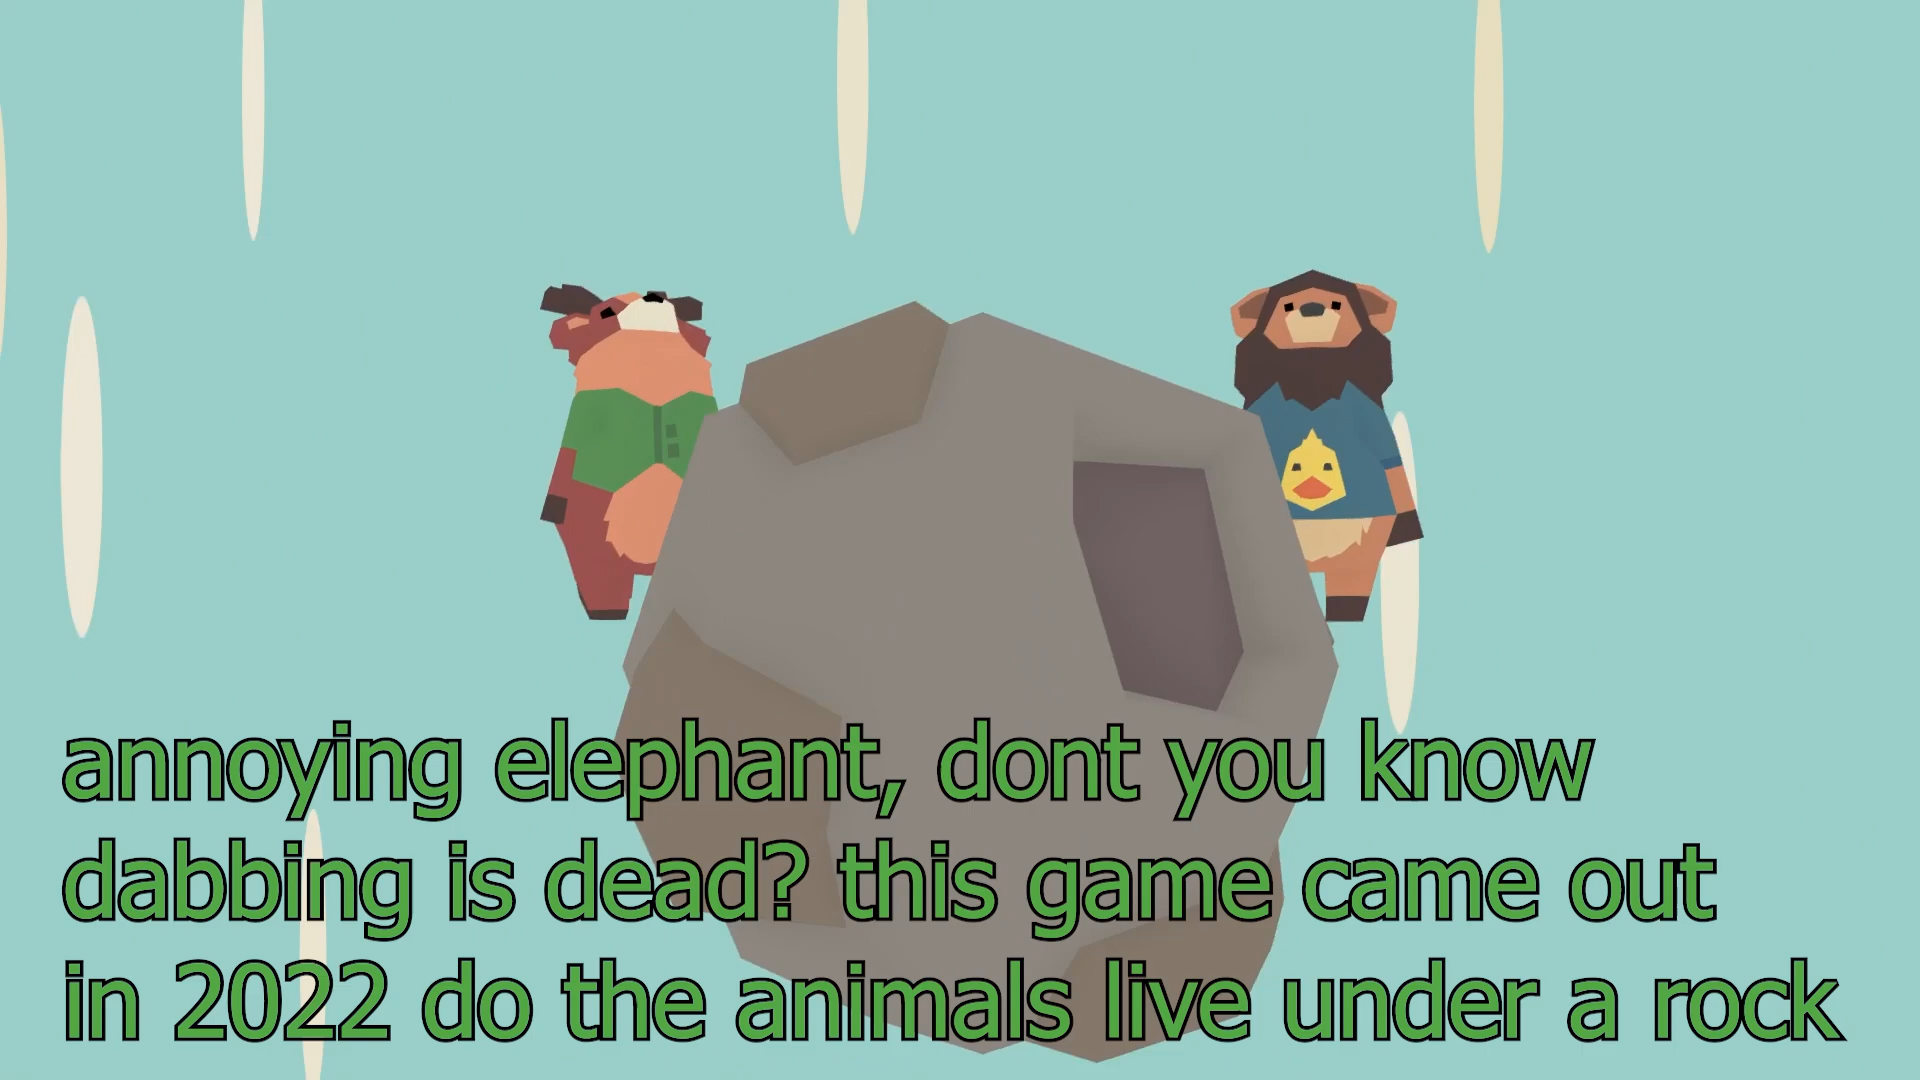 annoying elephant, dont you know
dabbing is dead? this game came out
in 2022 do the animals live under a rock